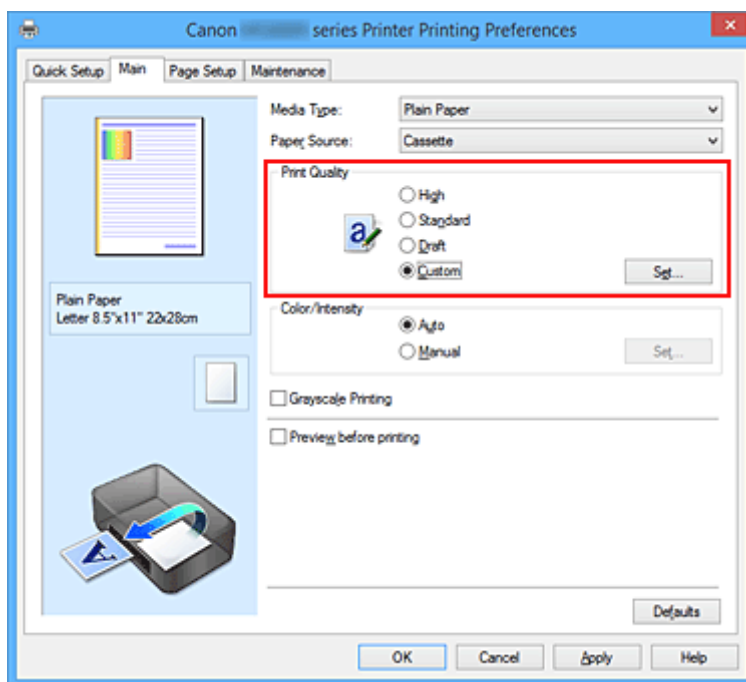 Canon series Printer Printing Preferences
Quick Setup Main Page Setup Maintenance
Media Type: Plain Paper
Paper Source: Cassette
Print Quality
High
Standard
Draft
Custom Set...
Plain Paper
Letter 8.5"x11" 22x28cm
Color/Intensity
Auto
Manual Set...
Grayscale Printing
Preview before printing
Defaults
OK Cancel Apply Help